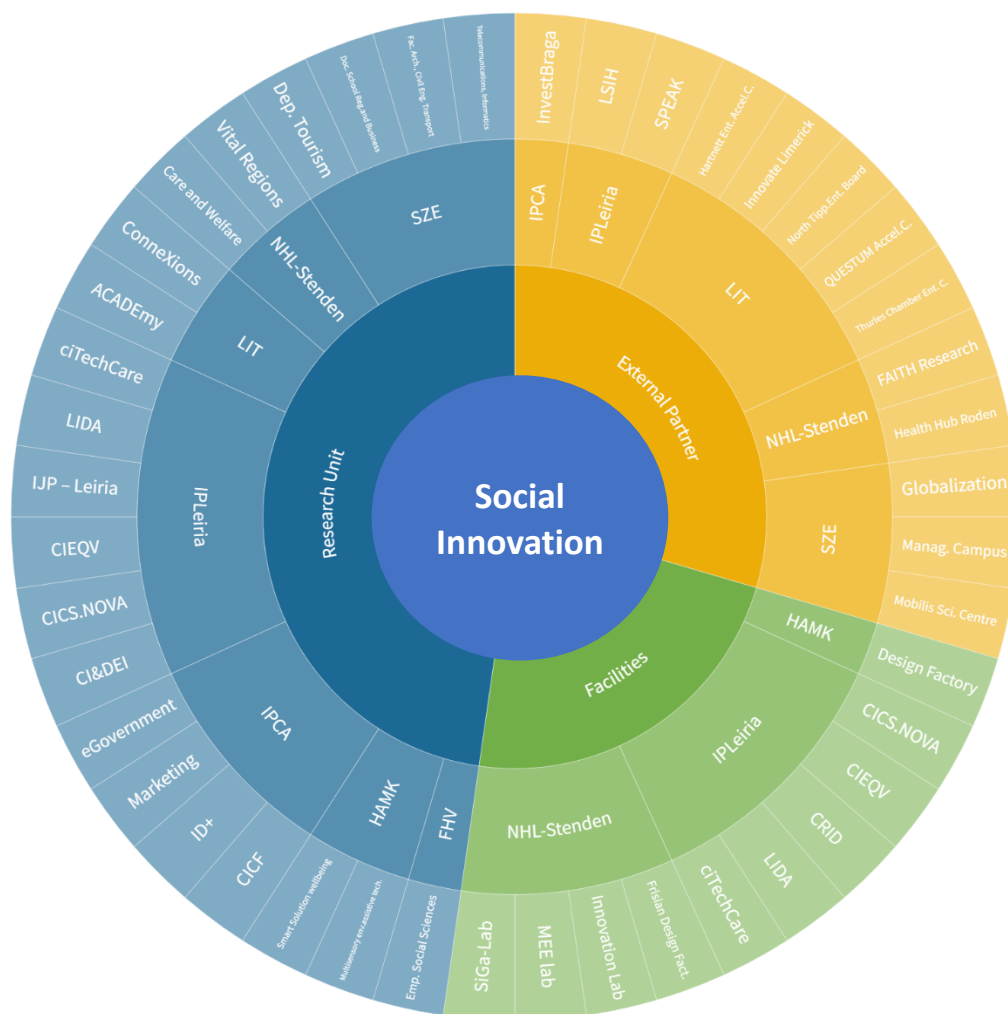 Social
Innovation
External Partner
IPCA
InvestBraga
IPLeiria
LSIH
SPEAK
LIT
Hartnett Ent. Accel.C.
Innovate Limerick
North Tipp.Ent. Board
QUESTUM Accel.C.
Thurles Chamber Ent. C.
NHL-Stenden
FAITH Research
Health Hub Roden
SZE
Globalization
Manag. Campus
Mobilis Sci. Centre
Facilities
HAMK
Design Factory
IPLeiria
CICS.NOVA
CIEQV
CRID
LIDA
ciTechCare
NHL-Stenden
Frisian Design Fact.
Innovation Lab
MEE lab
SiGa-Lab
Research Unit
FHV
Emp. Social Sciences
HAMK
Multisensory env.assistive tech.
Smart Solution wellbeing
IPCA
CICF
ID+
Marketing
eGovernment
IPLeiria
CI&DEI
CICS.NOVA
CIEQV
IJP – Leiria
LIDA
ciTechCare
LIT
ACADEmy
ConneXions
NHL-Stenden
Care and Welfare
Vital Regions
SZE
Dep. Tourism
Doc. School Reg.and Business
Fac. Arch., Civil Eng. Transport
Telecommunications, Informatics